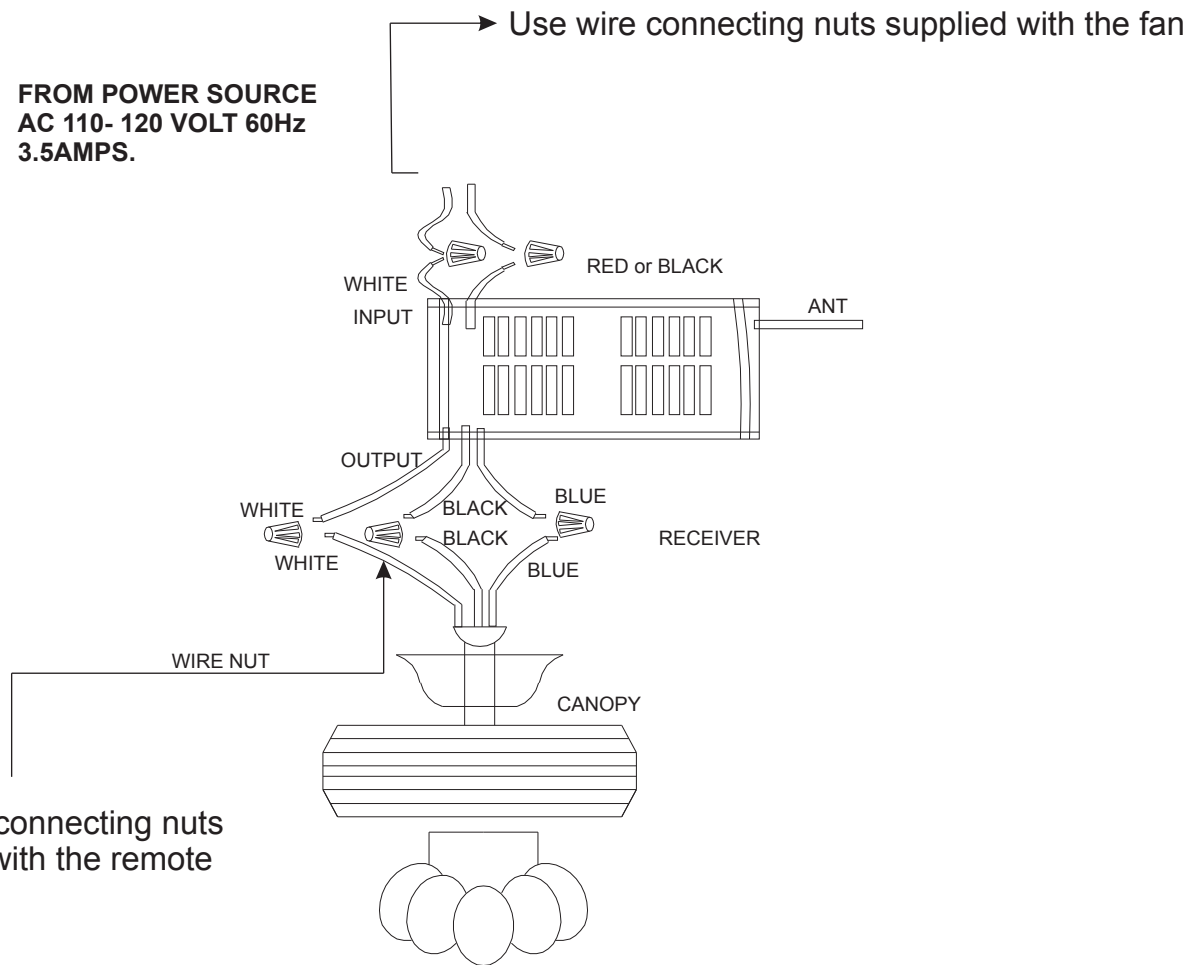 Use wire connecting nuts supplied with the fan
FROM POWER SOURCE
AC 110- 120 VOLT 60Hz
3.5AMPS.
RED or BLACK
WHITE
INPUT
ANT
OUTPUT
WHITE
BLACK
BLUE
BLACK
RECEIVER
WHITE
BLUE
WIRE NUT
CANOPY
connecting nuts
with the remote